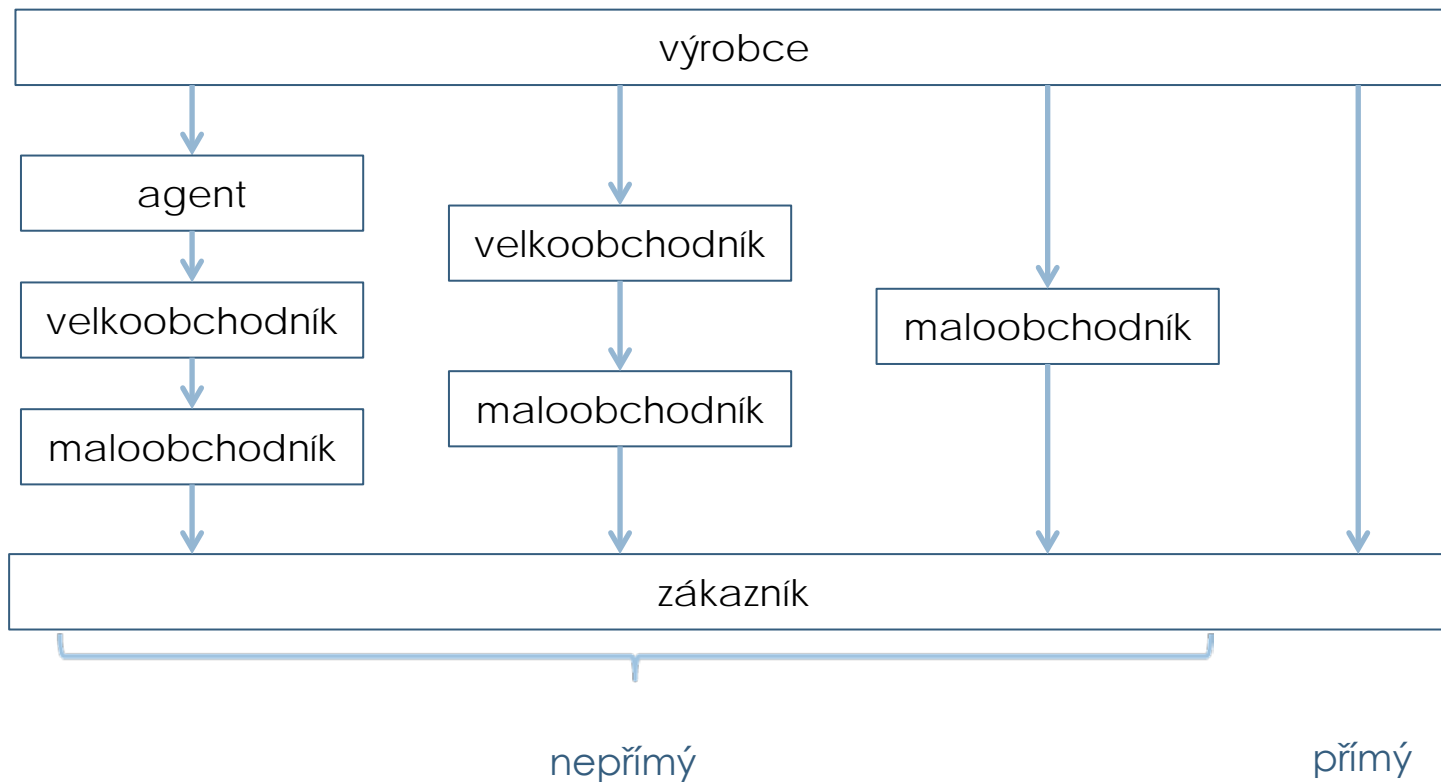 výrobce
agent
velkoobchodník
maloobchodník
velkoobchodník
maloobchodník
maloobchodník
zákazník
nepřímý
přímý